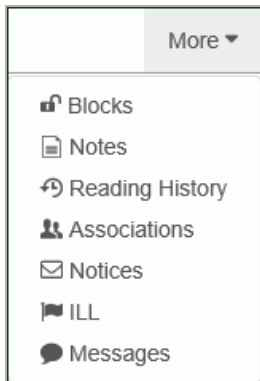 More
Blocks
Notes
Reading History
Associations
Notices
ILL
Messages